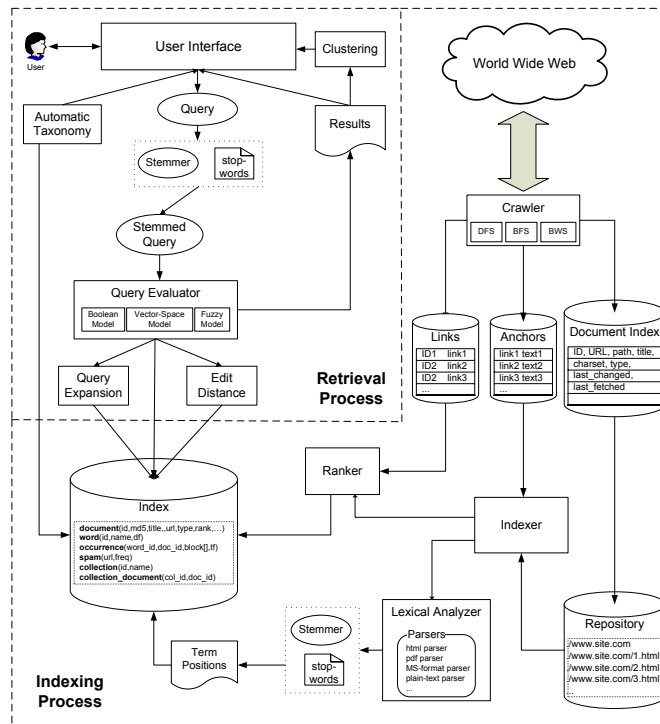 User Interface
User
Clustering
World Wide Web
Automatic
Taxonomy
Query
Results
Stemmer
stop-
words
Stemmed
Query
Crawler
DFS
BFS
BWS
Query Evaluator
Boolean
Model
Vector-Space
Model
Fuzzy
Model
Links
ID1 link1
ID2 link2
ID2 link3
...
Anchors
link1 text1
link2 text2
link3 text3
...
Document Index
ID, URL, path, title,
charset, type,
last_changed,
last_fetched
Query
Expansion
Edit
Distance
Retrieval
Process
Ranker
Index
document(id,md5,title,,url,type,rank,…)
word(id,name,df)
occurrence(word_id,doc_id,block[],tf)
spam(url,freq)
collection(id,name)
collection_document(col_id,doc_id)
Indexer
Lexical Analyzer
Parsers
html parser
pdf parser
MS-format parser
plain-text parser
...
Repository
/www.site.com
/www.site.com/1.html
/www.site.com/2.html
/www.site.com/3.html
...
Stemmer
stop-
words
Term
Positions
Indexing
Process